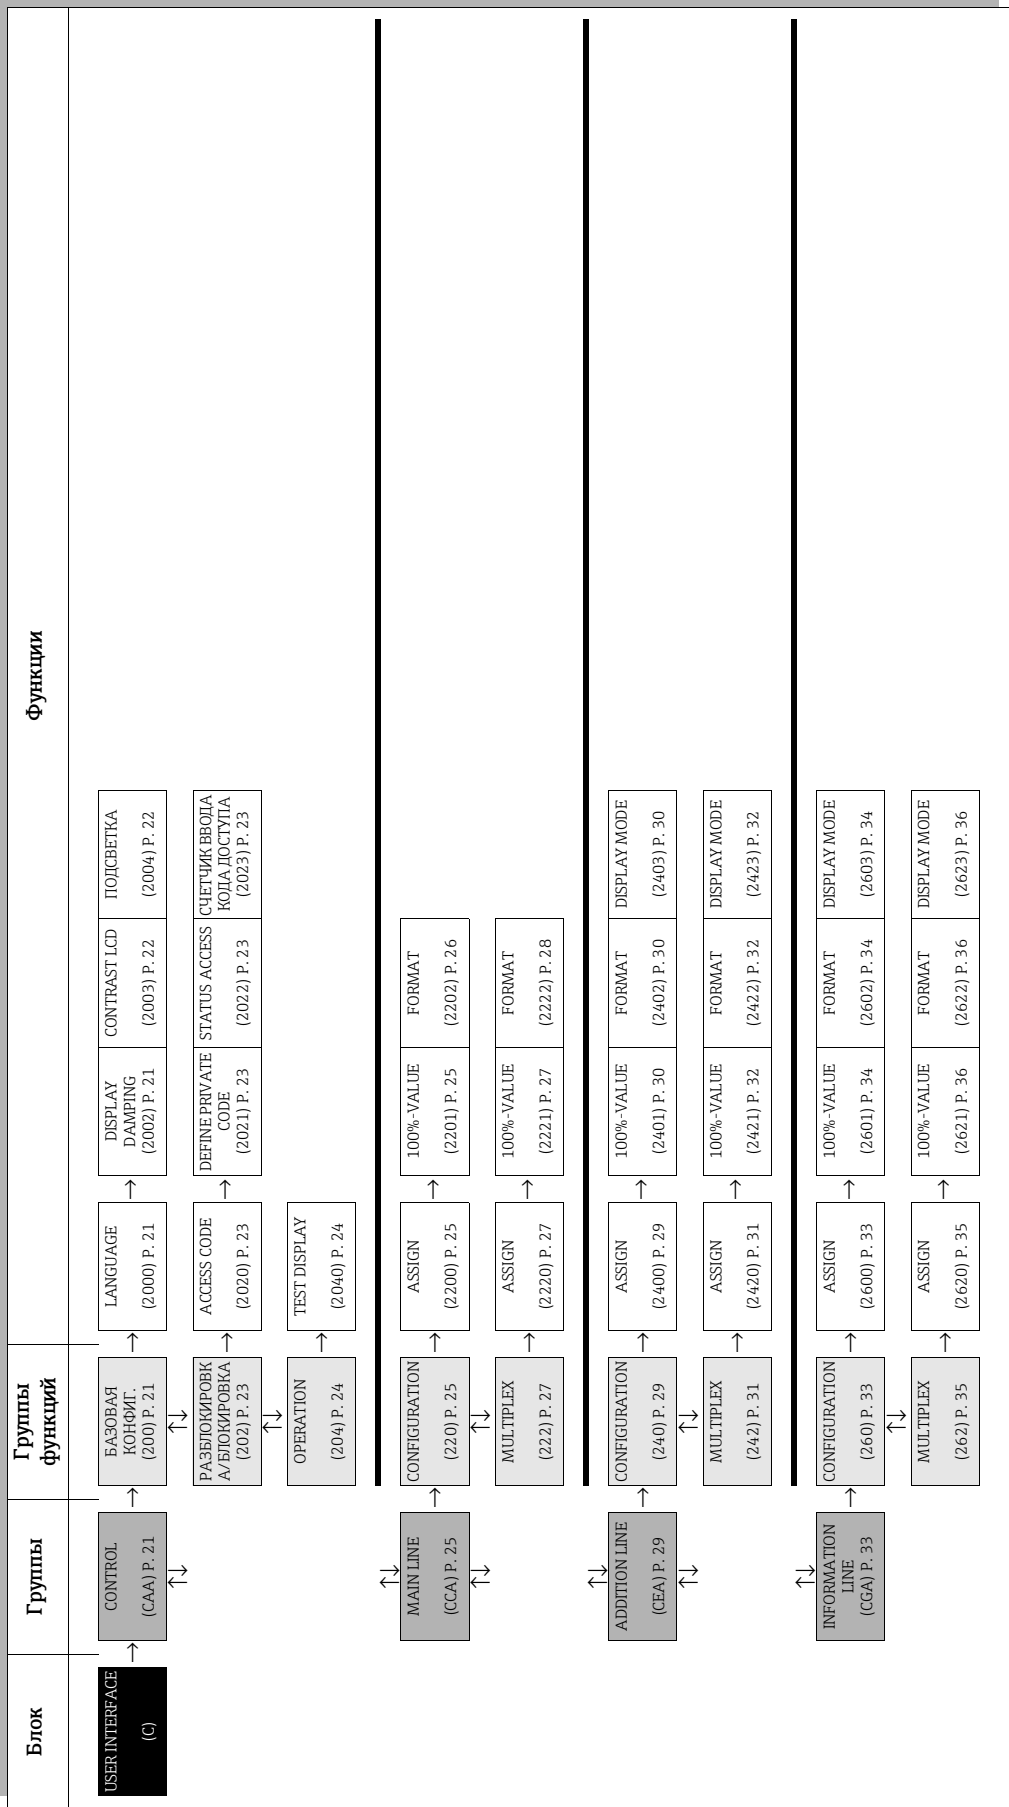 Блок
Группы
Группы
функций
Функции
USER INTERFACE
(C)
CONTROL
(CAA) P. 21
БАЗОВАЯ
КОНФИГ.
(200) P. 21
LANGUAGE
(2000) P. 21
DISPLAY
DAMPING
(2002) P. 21
CONTRAST LCD
(2003) P. 22
ПОДСВЕТКА
(2004) P. 22
РАЗБЛОКИРОВК
А/БЛОКИРОВКА
(202) P. 23
ACCESS CODE
(2020) P. 23
DEFINE PRIVATE
CODE
(2021) P. 23
STATUS ACCESS
(2022) P. 23
СЧЕТЧИК ВВОДА
КОДА ДОСТУПА
(2023) P. 23
OPERATION
(204) P. 24
TEST DISPLAY
(2040) P. 24
MAIN LINE
(CCA) P. 25
CONFIGURATION
(220) P. 25
ASSIGN
(2200) P. 25
100%-VALUE
(2201) P. 25
FORMAT
(2202) P. 26
MULTIPLEX
(222) P. 27
ASSIGN
(2220) P. 27
100%-VALUE
(2221) P. 27
FORMAT
(2222) P. 28
ADDITION LINE
(CEA) P. 29
CONFIGURATION
(240) P. 29
ASSIGN
(2400) P. 29
100%-VALUE
(2401) P. 30
FORMAT
(2402) P. 30
DISPLAY MODE
(2403) P. 30
MULTIPLEX
(242) P. 31
ASSIGN
(2420) P. 31
100%-VALUE
(2421) P. 32
FORMAT
(2422) P. 32
DISPLAY MODE
(2423) P. 32
INFORMATION
LINE
(CGA) P. 33
CONFIGURATION
(260) P. 33
ASSIGN
(2600) P. 33
100%-VALUE
(2601) P. 34
FORMAT
(2602) P. 34
DISPLAY MODE
(2603) P. 34
MULTIPLEX
(262) P. 35
ASSIGN
(2620) P. 35
100%-VALUE
(2621) P. 36
FORMAT
(2622) P. 36
DISPLAY MODE
(2623) P. 36